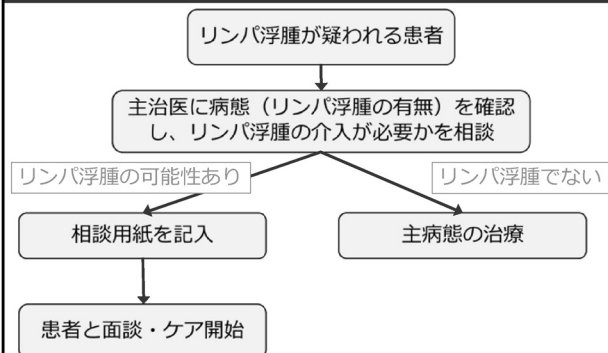 リンパ浮腫が疑われる患者
主治医に病態（リンパ浮腫の有無）を確認
し、リンパ浮腫の介入が必要かを相談
リンパ浮腫の可能性あり
リンパ浮腫でない
相談用紙を記入
主病態の治療
患者と面談・ケア開始